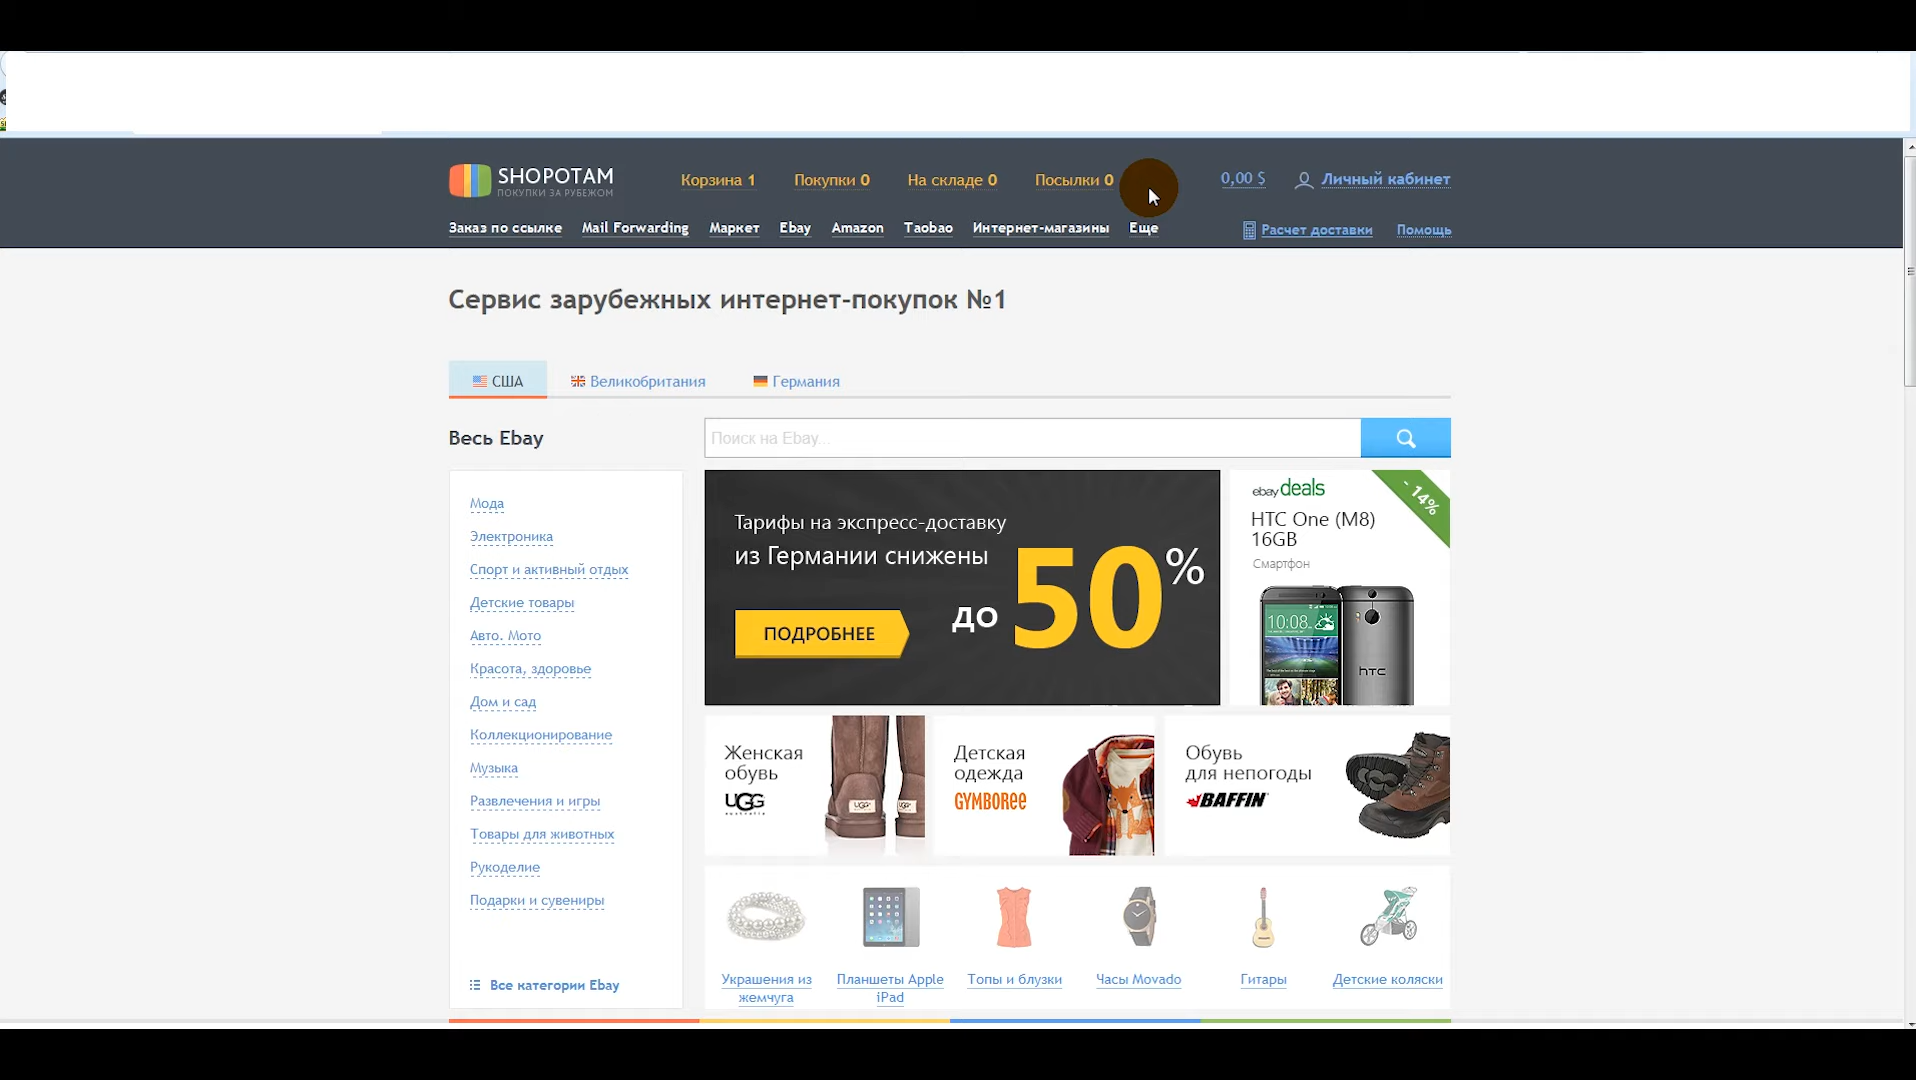 SHOPOTAM
ПОКУПКИ ЗА РУБЕЖОМ
Корзина 1
Покупки 0
На складе 0
Посылки 0
0,00 $
Личный кабинет
Заказ по ссылке
Mail Forwarding
Маркет
Ebay
Amazon
Taobao
Интернет-магазины
Еще
Расчет доставки
Помощь
Сервис зарубежных интернет-покупок №1
США
Великобритания
Германия
Весь Ebay
Поиск на Ebay...
Мода
Электроника
Спорт и активный отдых
Детские товары
Авто. Мото
Красота, здоровье
Дом и сад
Коллекционирование
Музыка
Развлечения и игры
Товары для животных
Рукоделие
Подарки и сувениры
Все категории Ebay
Тарифы на экспресс-доставку
из Германии снижены
до 50%
ПОДРОБНЕЕ
ebay deals
- 14%
HTC One (M8)
16GB
Смартфон
10:08
hTC
Женская
обувь
UGG
australia
Детская
одежда
GYMBOREE
Обувь
для непогоды
BAFFIN
Украшения из
жемчуга
Планшеты Apple
iPad
Топы и блузки
Часы Movado
Гитары
Детские коляски